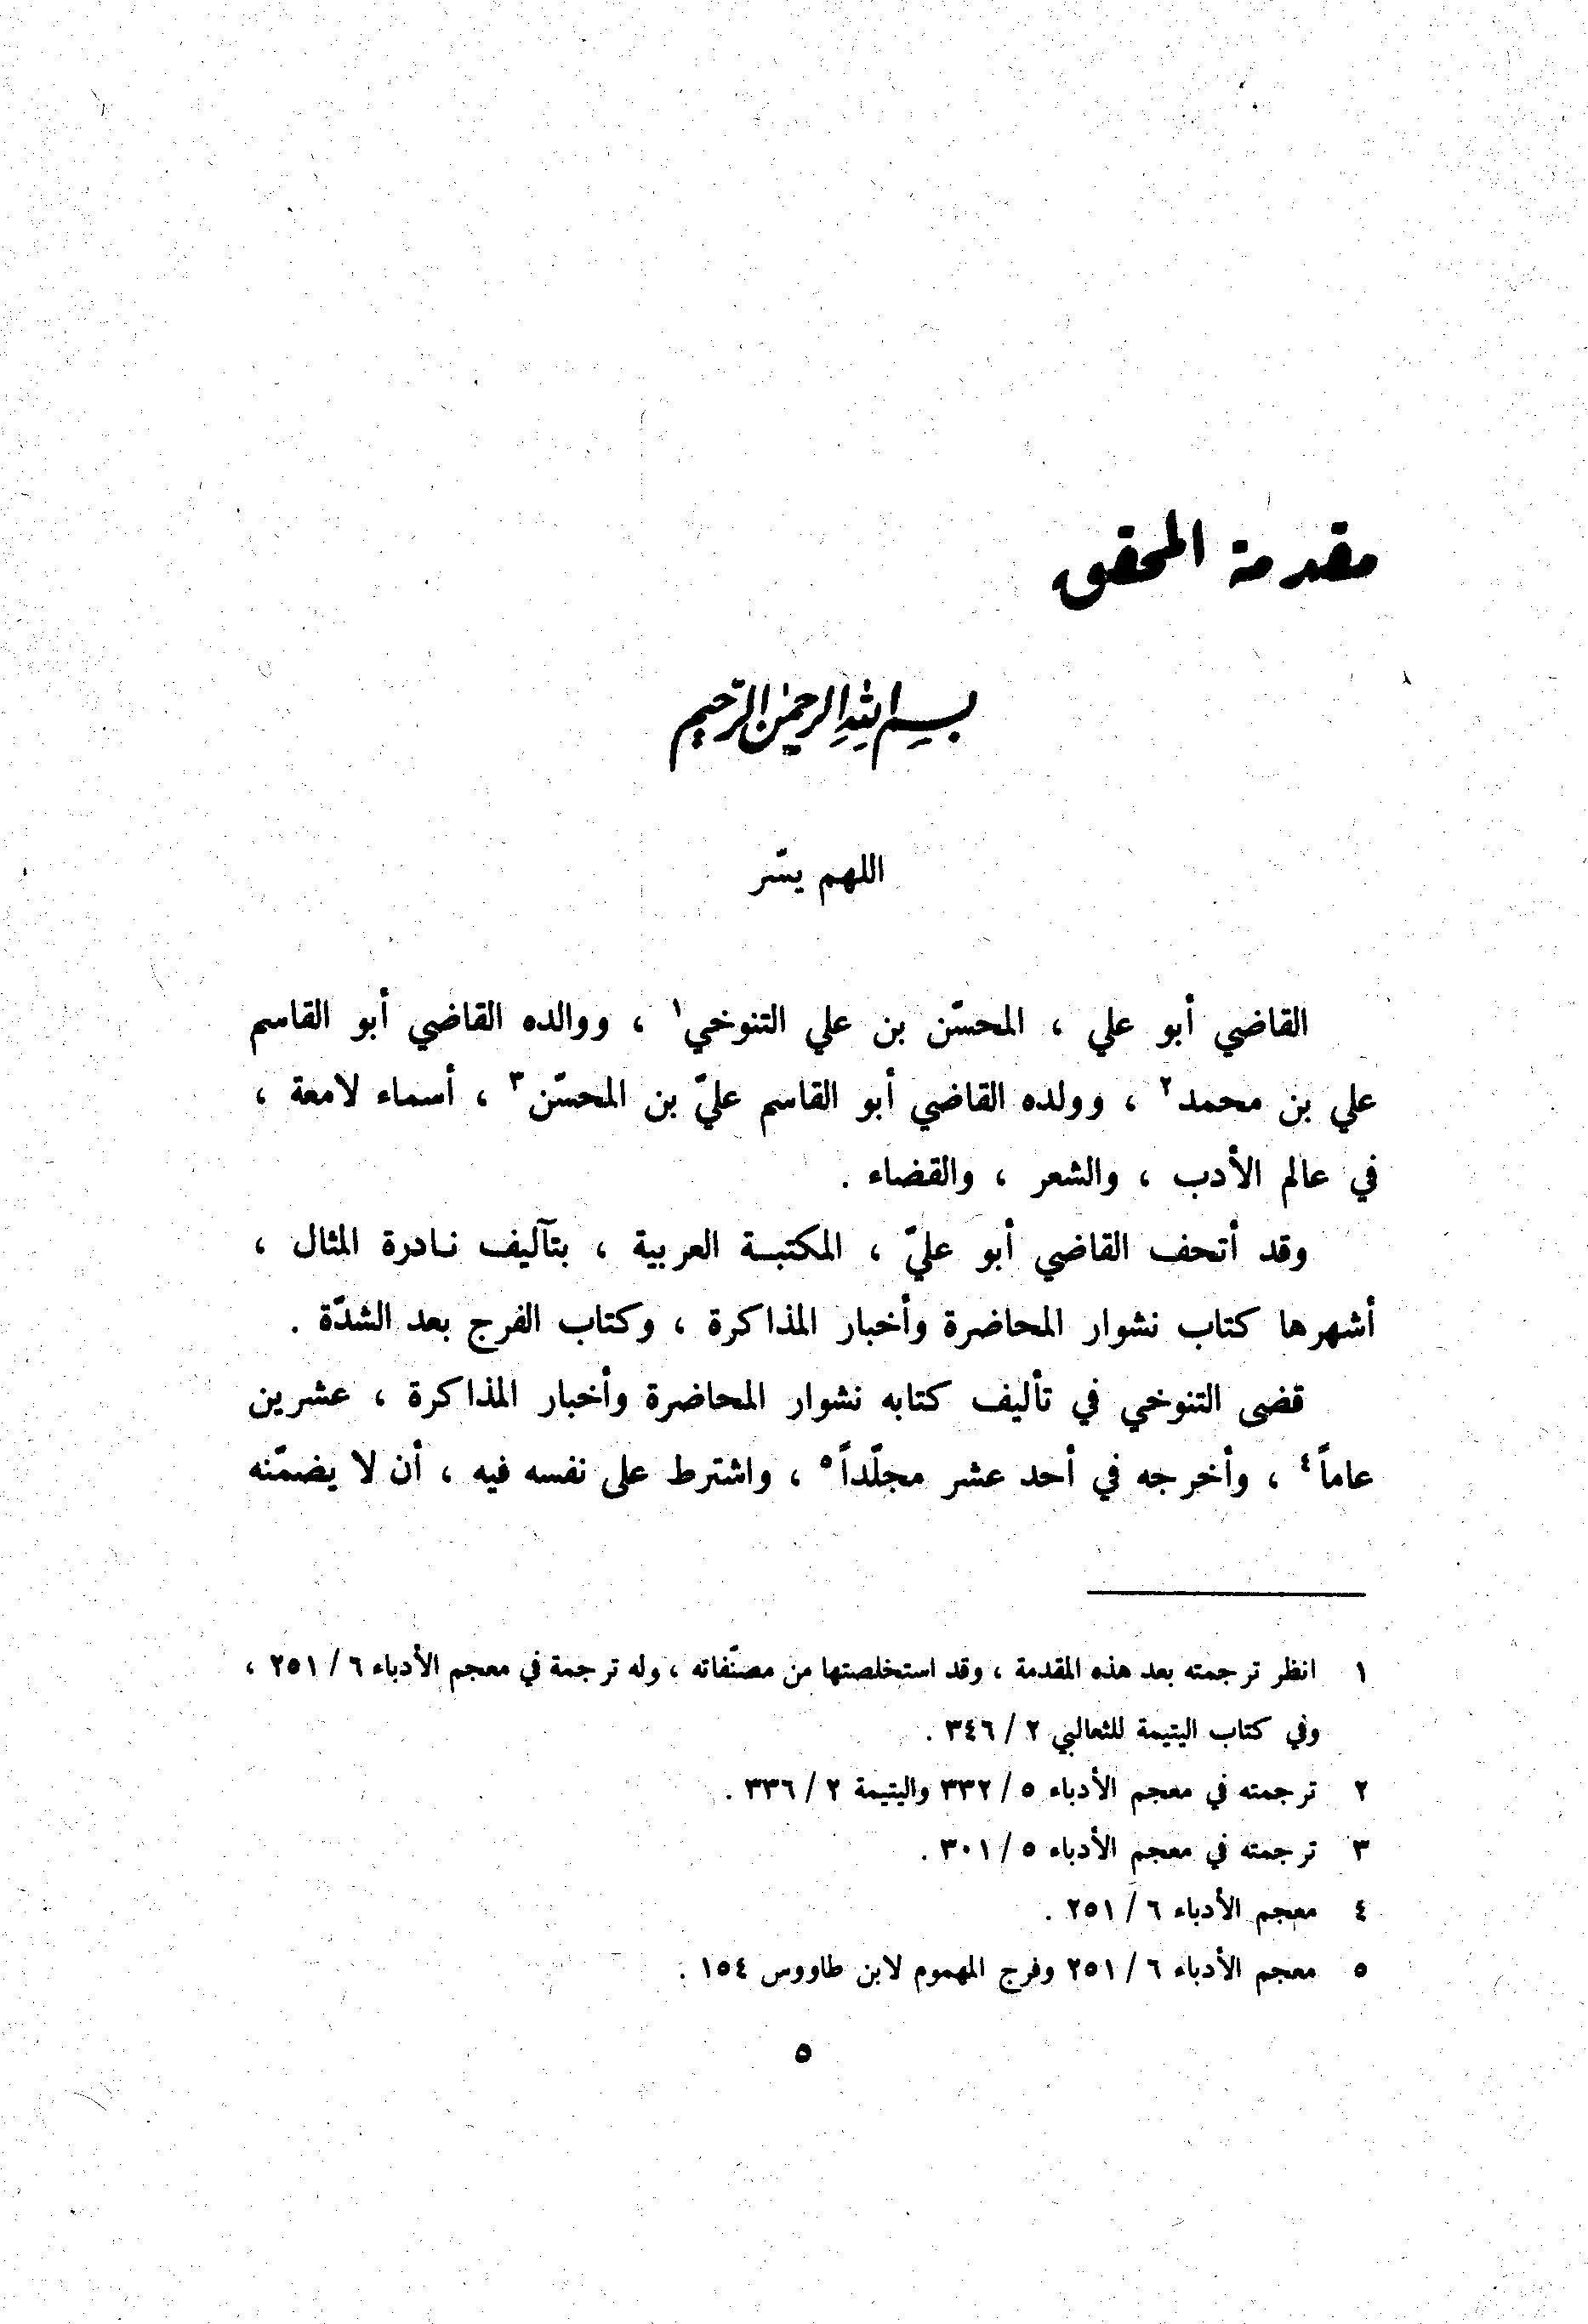 مقدمة المحقق
بسم الله الرحمن الرحيم
اللهم يسّر
القاضي أبو علي ، المحسّن بن علي التنوخي١ ، ووالده القاضي أبو القاسم
علي بن محمد٢ ، وولده القاضي أبو القاسم عليّ بن المحسّن٣ ، أسماء لامعة ،
في عالم الأدب ، والشعر ، والقضاء .
وقد أتحف القاضي أبو عليّ ، المكتبة العربية ، بتآليف نادرة المثال ،
أشهرها كتاب نشوار المحاضرة وأخبار المذاكرة ، وكتاب الفرج بعد الشدّة .
قضى التنوخي في تأليف كتابه نشوار المحاضرة وأخبار المذاكرة ، عشرين
عاماً٤ ، وأخرجه في أحد عشر مجلّداً٥ ، واشترط على نفسه فيه ، أن لا يضمّنه
١ انظر ترجمته بعد هذه المقدمة ، وقد استخلصتها من مصنّفاته ، وله ترجمة في معجم الأدباء ٦ / ٢٥١ ،
وفي كتاب اليتيمة للثعالبي ٢ / ٣٤٦ .
٢ ترجمته في معجم الأدباء ٥ / ٣٣٢ واليتيمة ٢ / ٣٣٦ .
٣ ترجمته في معجم الأدباء ٥ / ٣٠١ .
٤ معجم الأدباء ٦ / ٢٥١ .
٥ معجم الأدباء ٦ / ٢٥١ وفرج المهموم لابن طاووس ١٥٤ .
٥